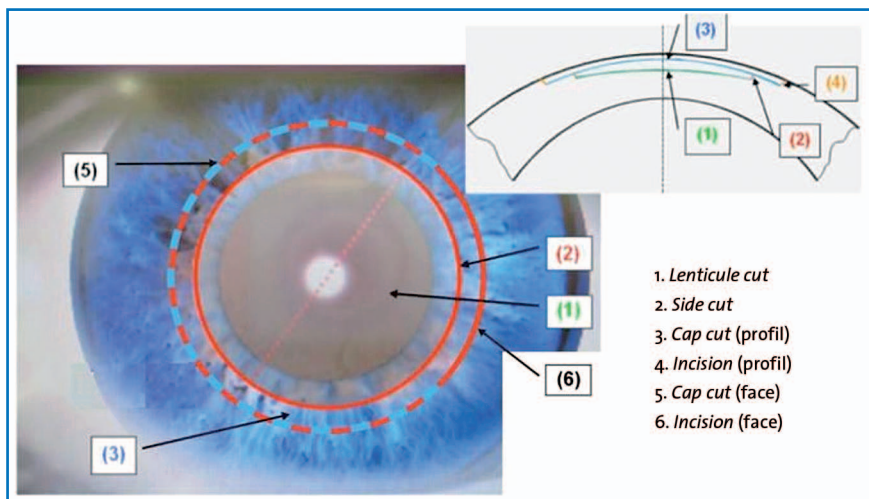 (3)
(4)
(1)
(2)
(5)
(2)
(1)
(6)
(3)
1. Lenticule cut
2. Side cut
3. Cap cut (profil)
4. Incision (profil)
5. Cap cut (face)
6. Incision (face)